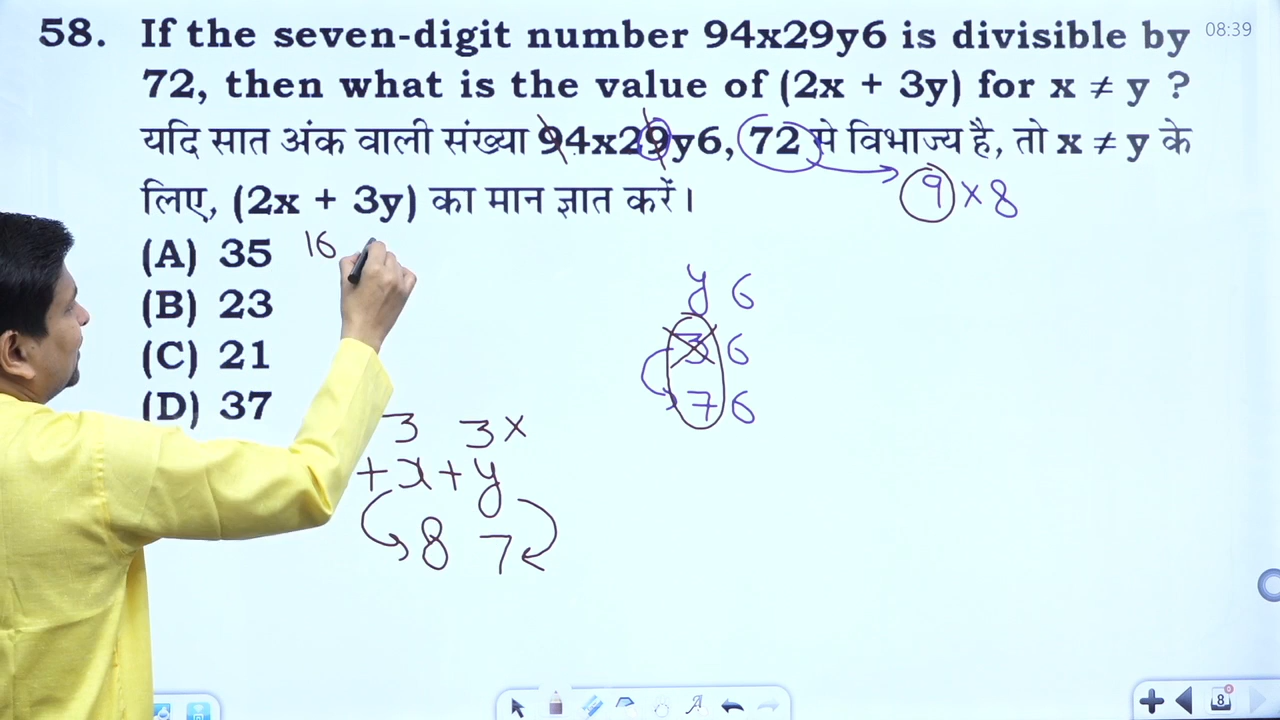 58. If the seven-digit number 94x29y6 is divisible by
08:39
72, then what is the value of (2x + 3y) for x ≠ y ?
यदि सात अंक वाली संख्या 94x29y6, 72 से विभाज्य है, तो x ≠ y के
लिए, (2x + 3y) का मान ज्ञात करें।
9 × 8
(A) 35
16
(B) 23
(C) 21
(D) 37
y 6
3 6
7 6
3 3 ×
+ x + y
8 7
8